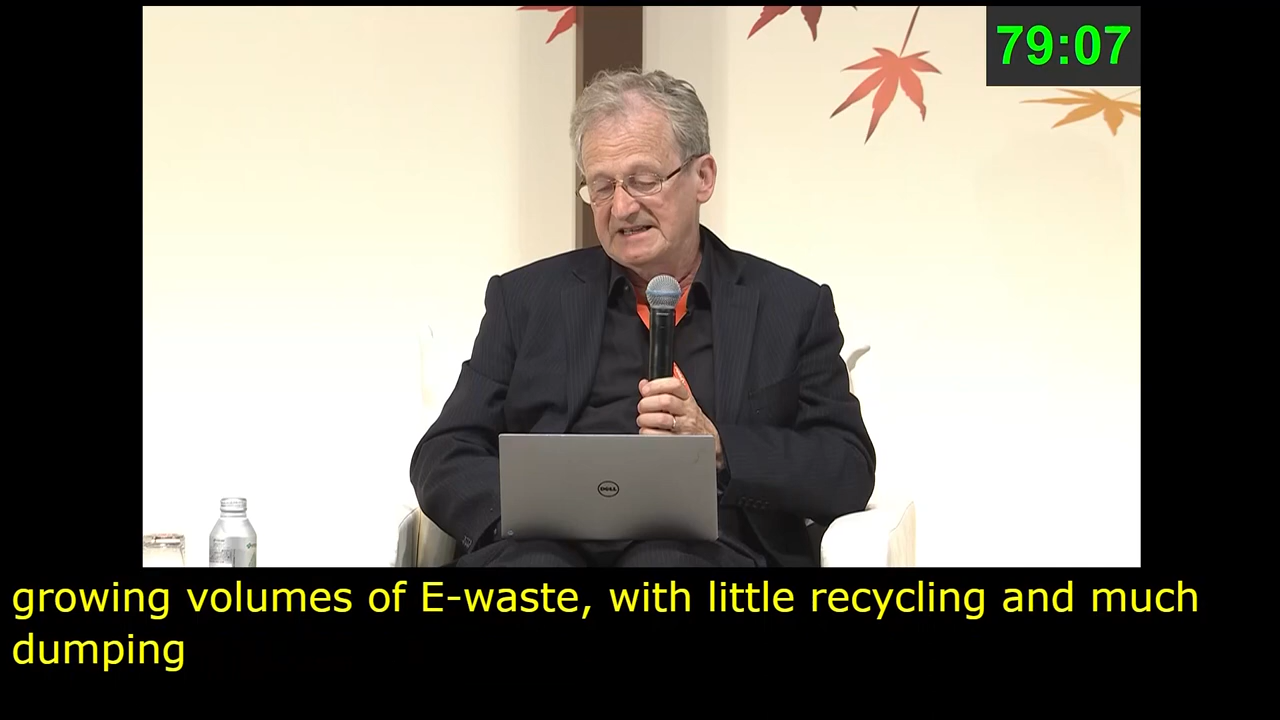 79:07
DELL
growing volumes of E-waste, with little recycling and much
dumping